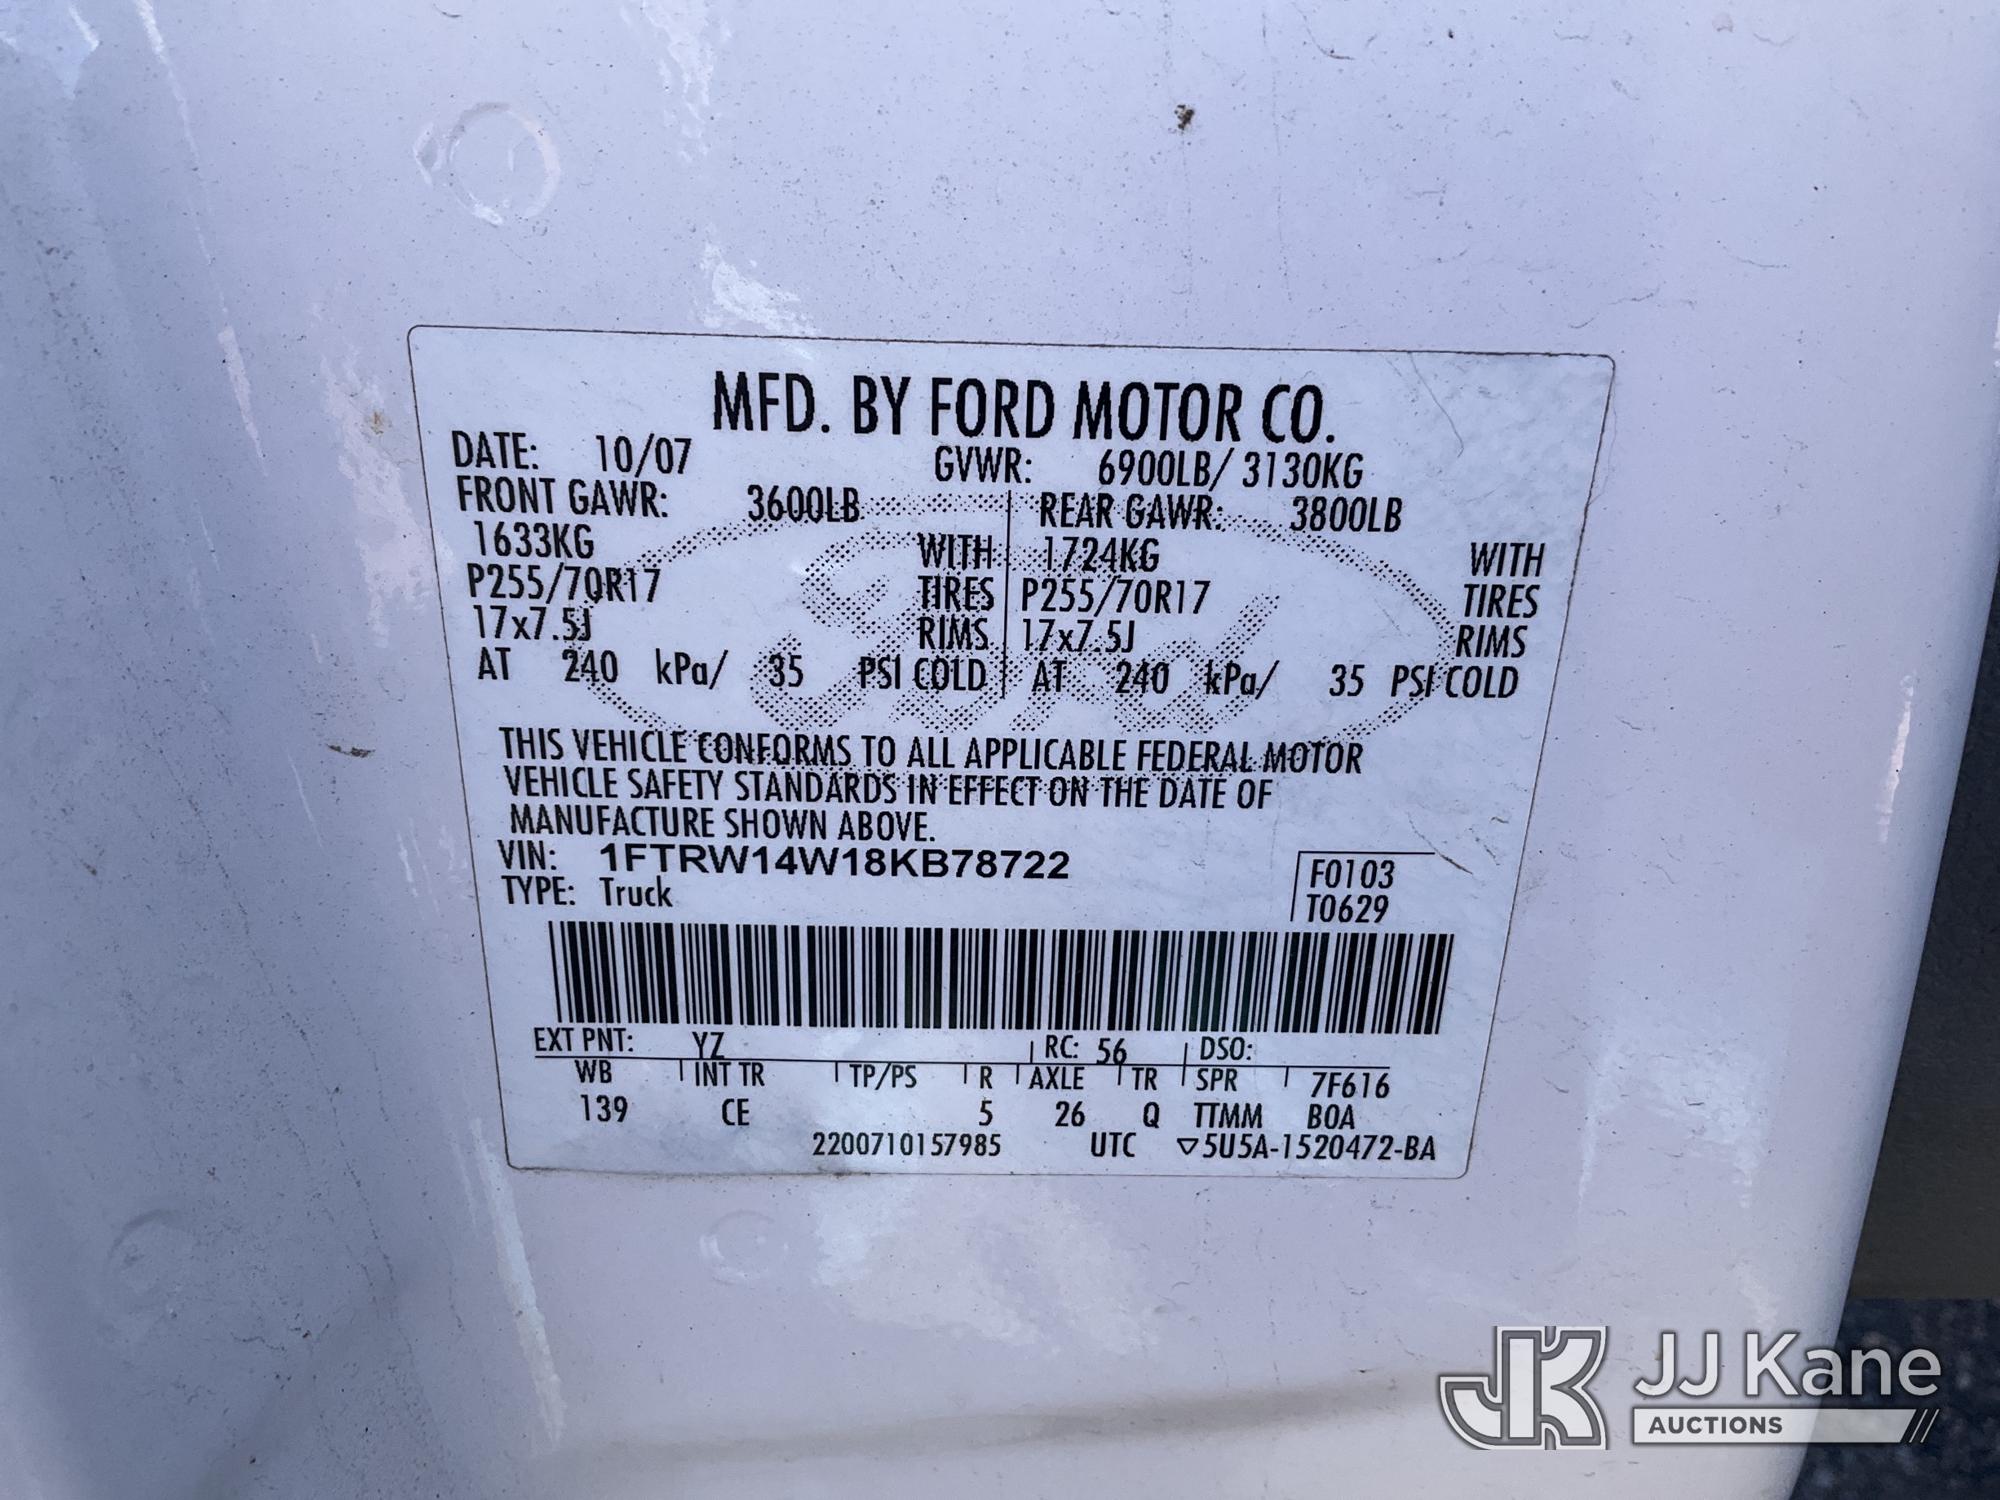 MFD. BY FORD MOTOR CO.
DATE: 10/07 GVWR: 6900LB/ 3130KG
FRONT GAWR: 3600LB REAR GAWR: 3800LB
1633KG WITH 1724KG WITH
P255/70R17 TIRES P255/70R17 TIRES
17x7.5J RIMS 17x7.5J RIMS
AT 240 kPa/ 35 PSI COLD AT 240 kPa/ 35 PSI COLD
Ford
THIS VEHICLE CONFORMS TO ALL APPLICABLE FEDERAL MOTOR
VEHICLE SAFETY STANDARDS IN EFFECT ON THE DATE OF
MANUFACTURE SHOWN ABOVE.
VIN: 1FTRW14W18KB78722 F0103
TYPE: Truck T0629
EXT PNT: YZ RC: 56 DSO:
WB INT TR TP/PS R AXLE TR SPR 7F616
139 CE 5 26 Q TTMM BOA
2200710157985 UTC ▽5U5A-1520472-BA
JK JJ Kane
AUCTIONS